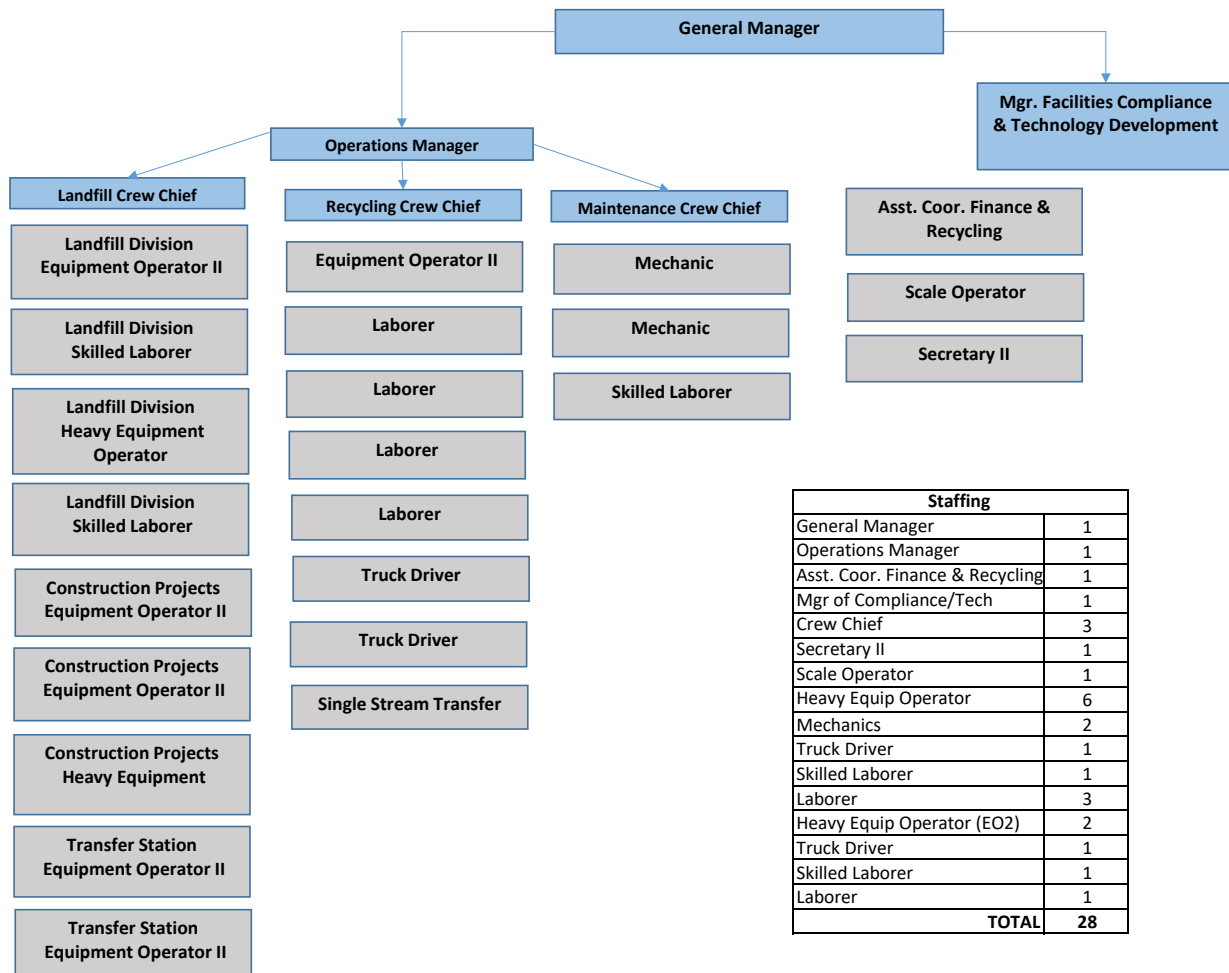 General Manager
Mgr. Facilities Compliance
& Technology Development
Operations Manager
Landfill Crew Chief
Recycling Crew Chief
Maintenance Crew Chief
Landfill Division
Equipment Operator II
Landfill Division
Skilled Laborer
Landfill Division
Heavy Equipment
Operator
Landfill Division
Skilled Laborer
Construction Projects
Equipment Operator II
Construction Projects
Equipment Operator II
Construction Projects
Heavy Equipment
Transfer Station
Equipment Operator II
Transfer Station
Equipment Operator II
Equipment Operator II
Laborer
Laborer
Laborer
Laborer
Truck Driver
Truck Driver
Single Stream Transfer
Mechanic
Mechanic
Skilled Laborer
Asst. Coor. Finance &
Recycling
Scale Operator
Secretary II
Staffing
General Manager 1
Operations Manager 1
Asst. Coor. Finance & Recycling 1
Mgr of Compliance/Tech 1
Crew Chief 3
Secretary II 1
Scale Operator 1
Heavy Equip Operator 6
Mechanics 2
Truck Driver 1
Skilled Laborer 1
Laborer 3
Heavy Equip Operator (EO2) 2
Truck Driver 1
Skilled Laborer 1
Laborer 1
TOTAL 28